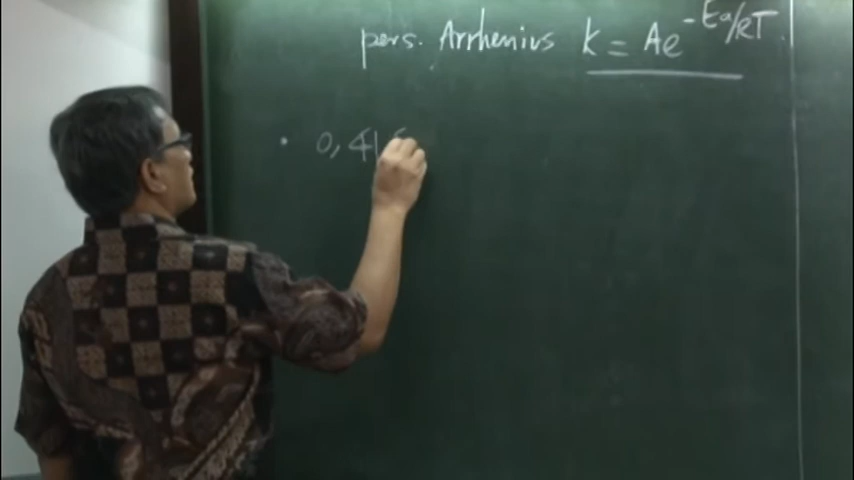 pers. Arrhenius k = Ae^-Ea/RT
• 0,41